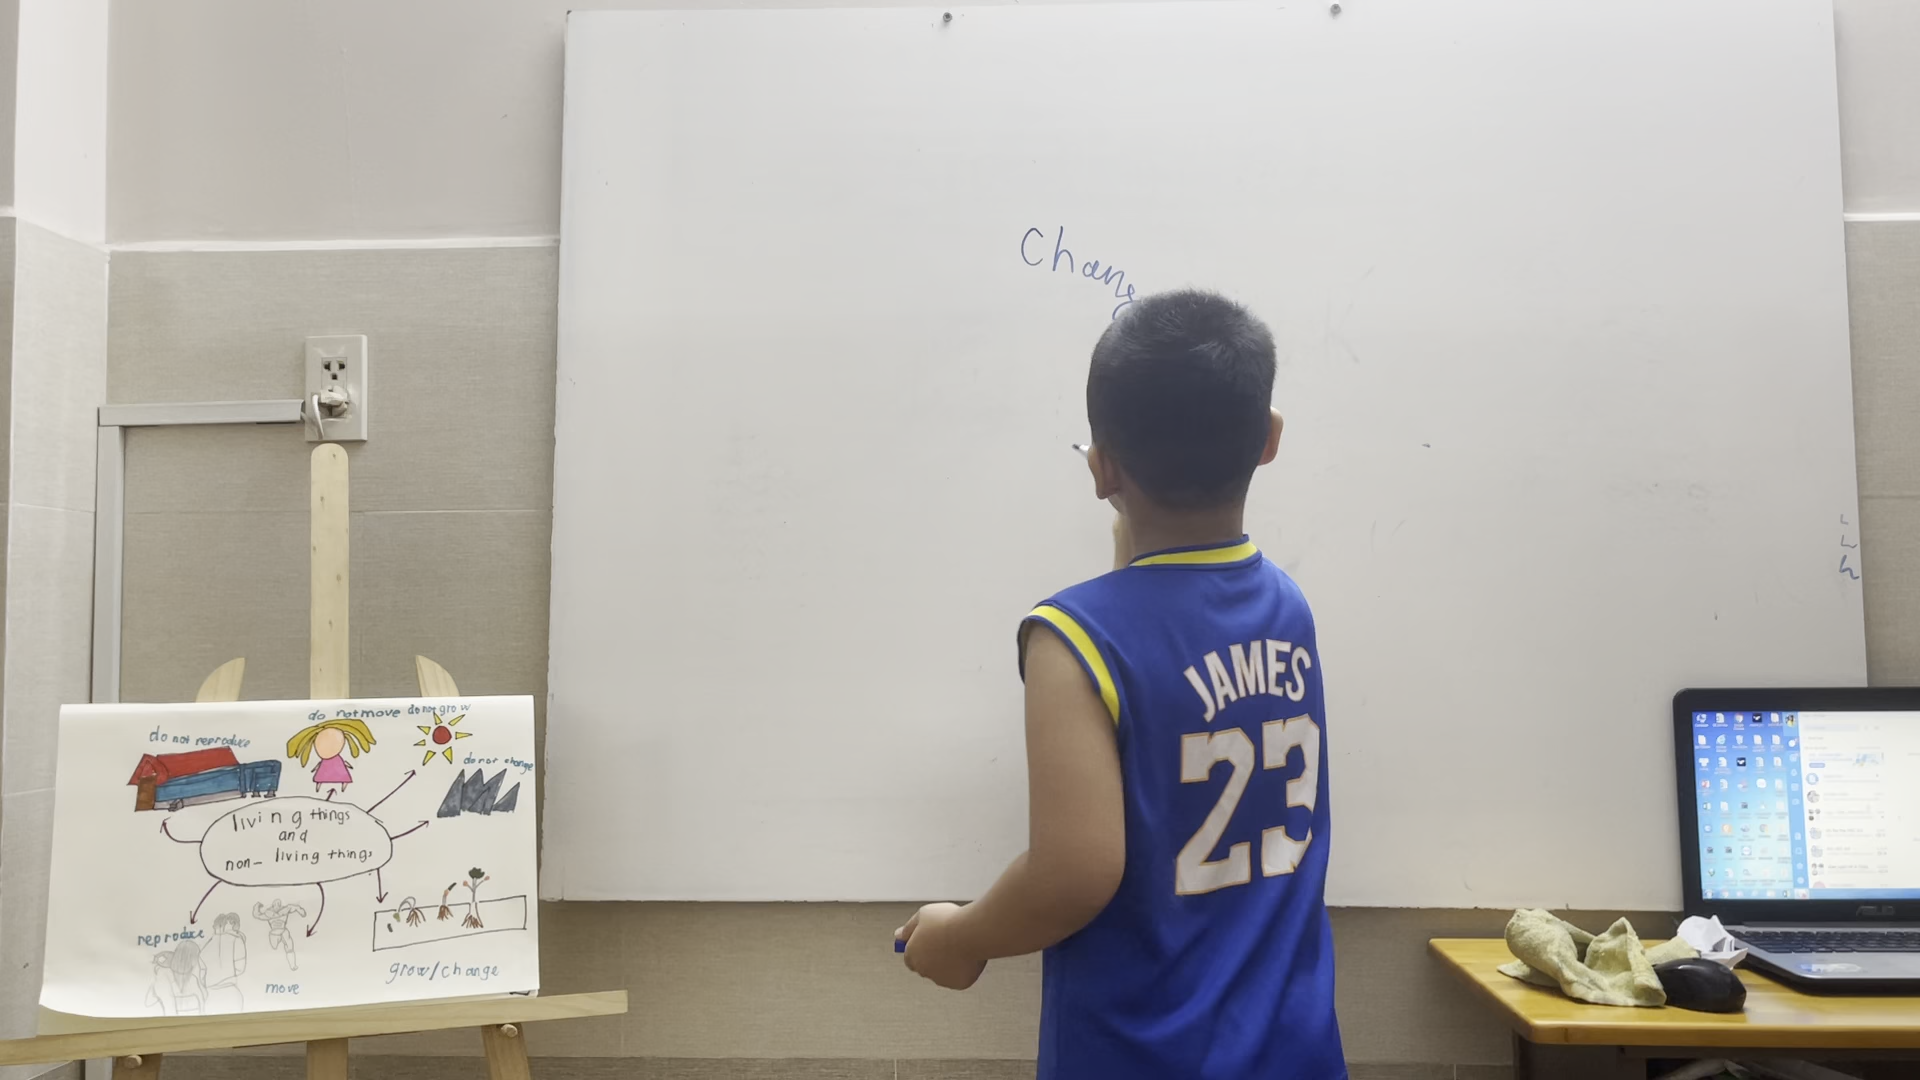 Chang
JAMES
23
do not move do not grow
do not reproduce
do not change
living things
and
non- living things
reproduce
move
grow/change
ASUS